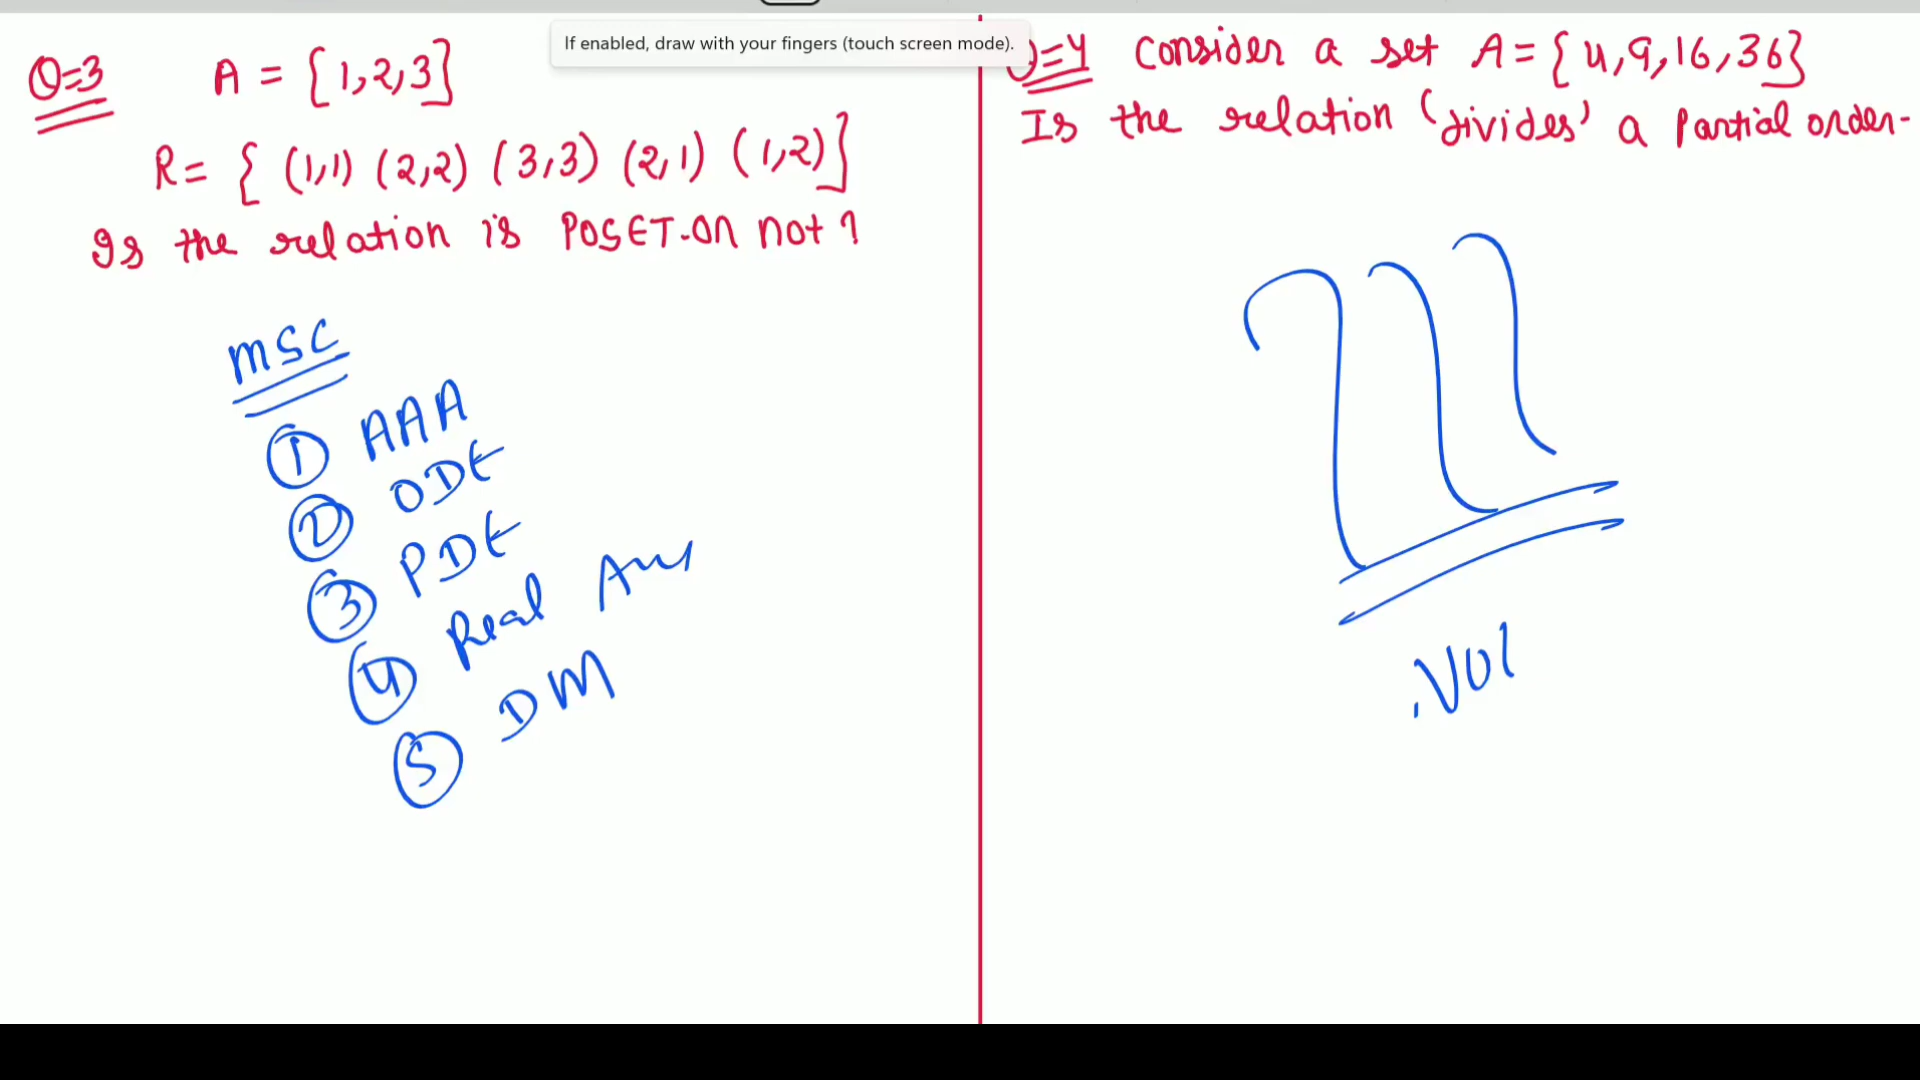 If enabled, draw with your fingers (touch screen mode).
Q=3 A = {1,2,3}
R= { (1,1) (2,2) (3,3) (2,1) (1,2)}
Is the relation is POSET-OR not ?
MSC
① AAA
② ODE
③ PDE
④ Real
⑤ DM
Q=4 Consider a set A={4,9,16,36}
Is the relation 'divides' a Partial order-